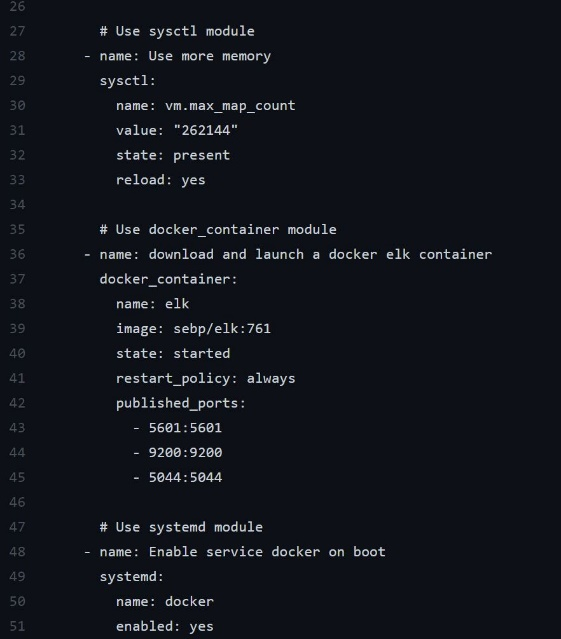 26
27 # Use sysctl module
28 - name: Use more memory
29 sysctl:
30 name: vm.max_map_count
31 value: "262144"
32 state: present
33 reload: yes
34
35 # Use docker_container module
36 - name: download and launch a docker elk container
37 docker_container:
38 name: elk
39 image: sebp/elk:761
40 state: started
41 restart_policy: always
42 published_ports:
43 - 5601:5601
44 - 9200:9200
45 - 5044:5044
46
47 # Use systemd module
48 - name: Enable service docker on boot
49 systemd:
50 name: docker
51 enabled: yes